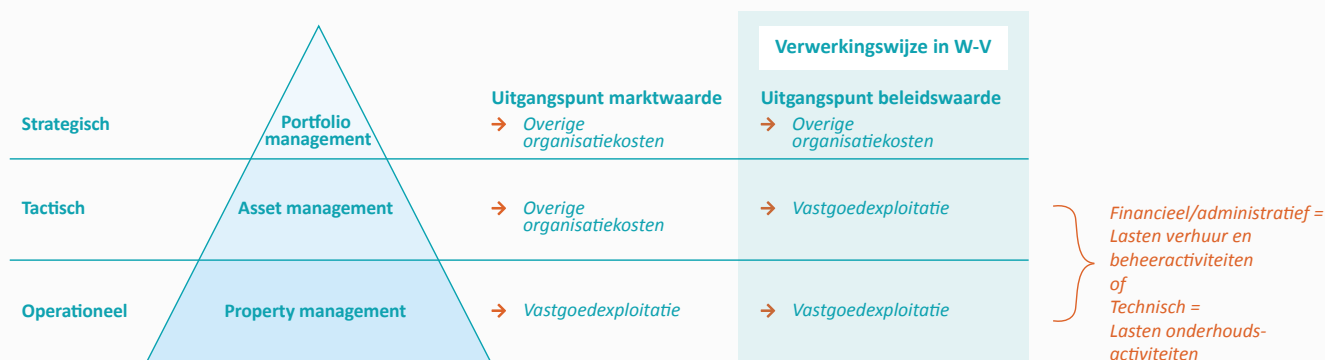 Verwerkingswijze in W-V
Uitgangspunt marktwaarde
Uitgangspunt beleidswaarde
Strategisch
Portfolio
management
→ Overige
organisatiekosten
→ Overige
organisatiekosten
Tactisch
Asset management
→ Overige
organisatiekosten
→ Vastgoedexploitatie
Operationeel
Property management
→ Vastgoedexploitatie
→ Vastgoedexploitatie
Financieel/administratief =
Lasten verhuur en
beheeractiviteiten
of
Technisch =
Lasten onderhouds-
activiteiten